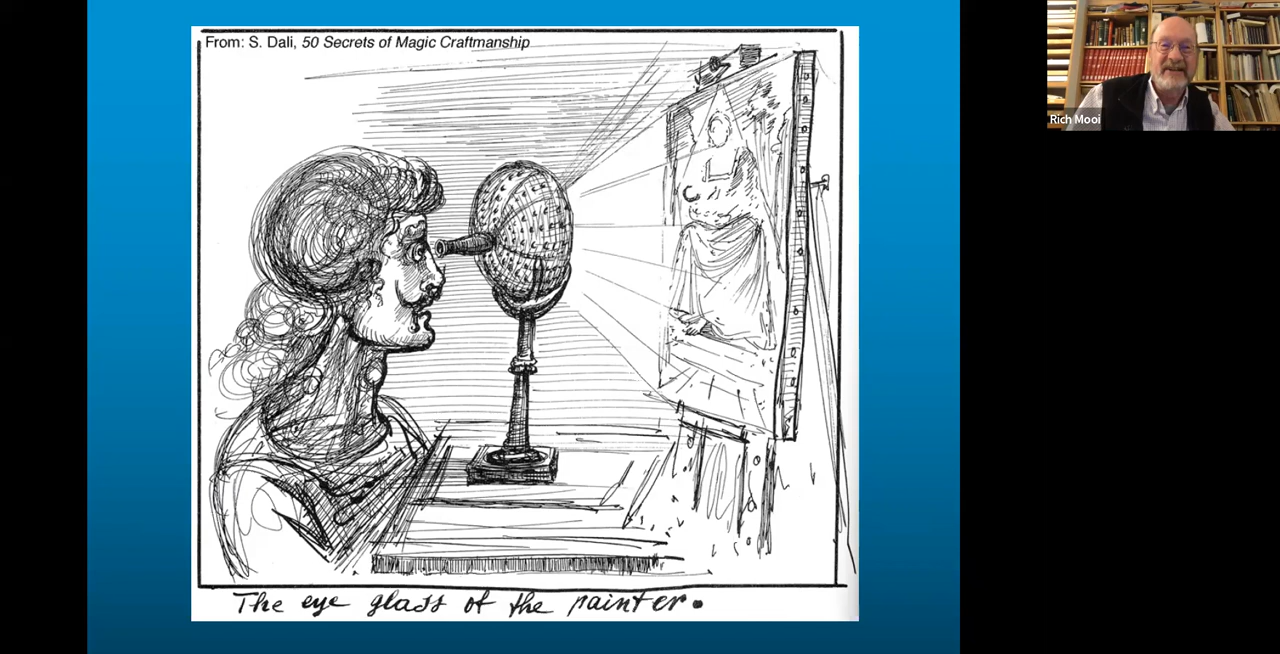 From: S. Dali, 50 Secrets of Magic Craftmanship
Rich Mooi
The eye glass of the painter.